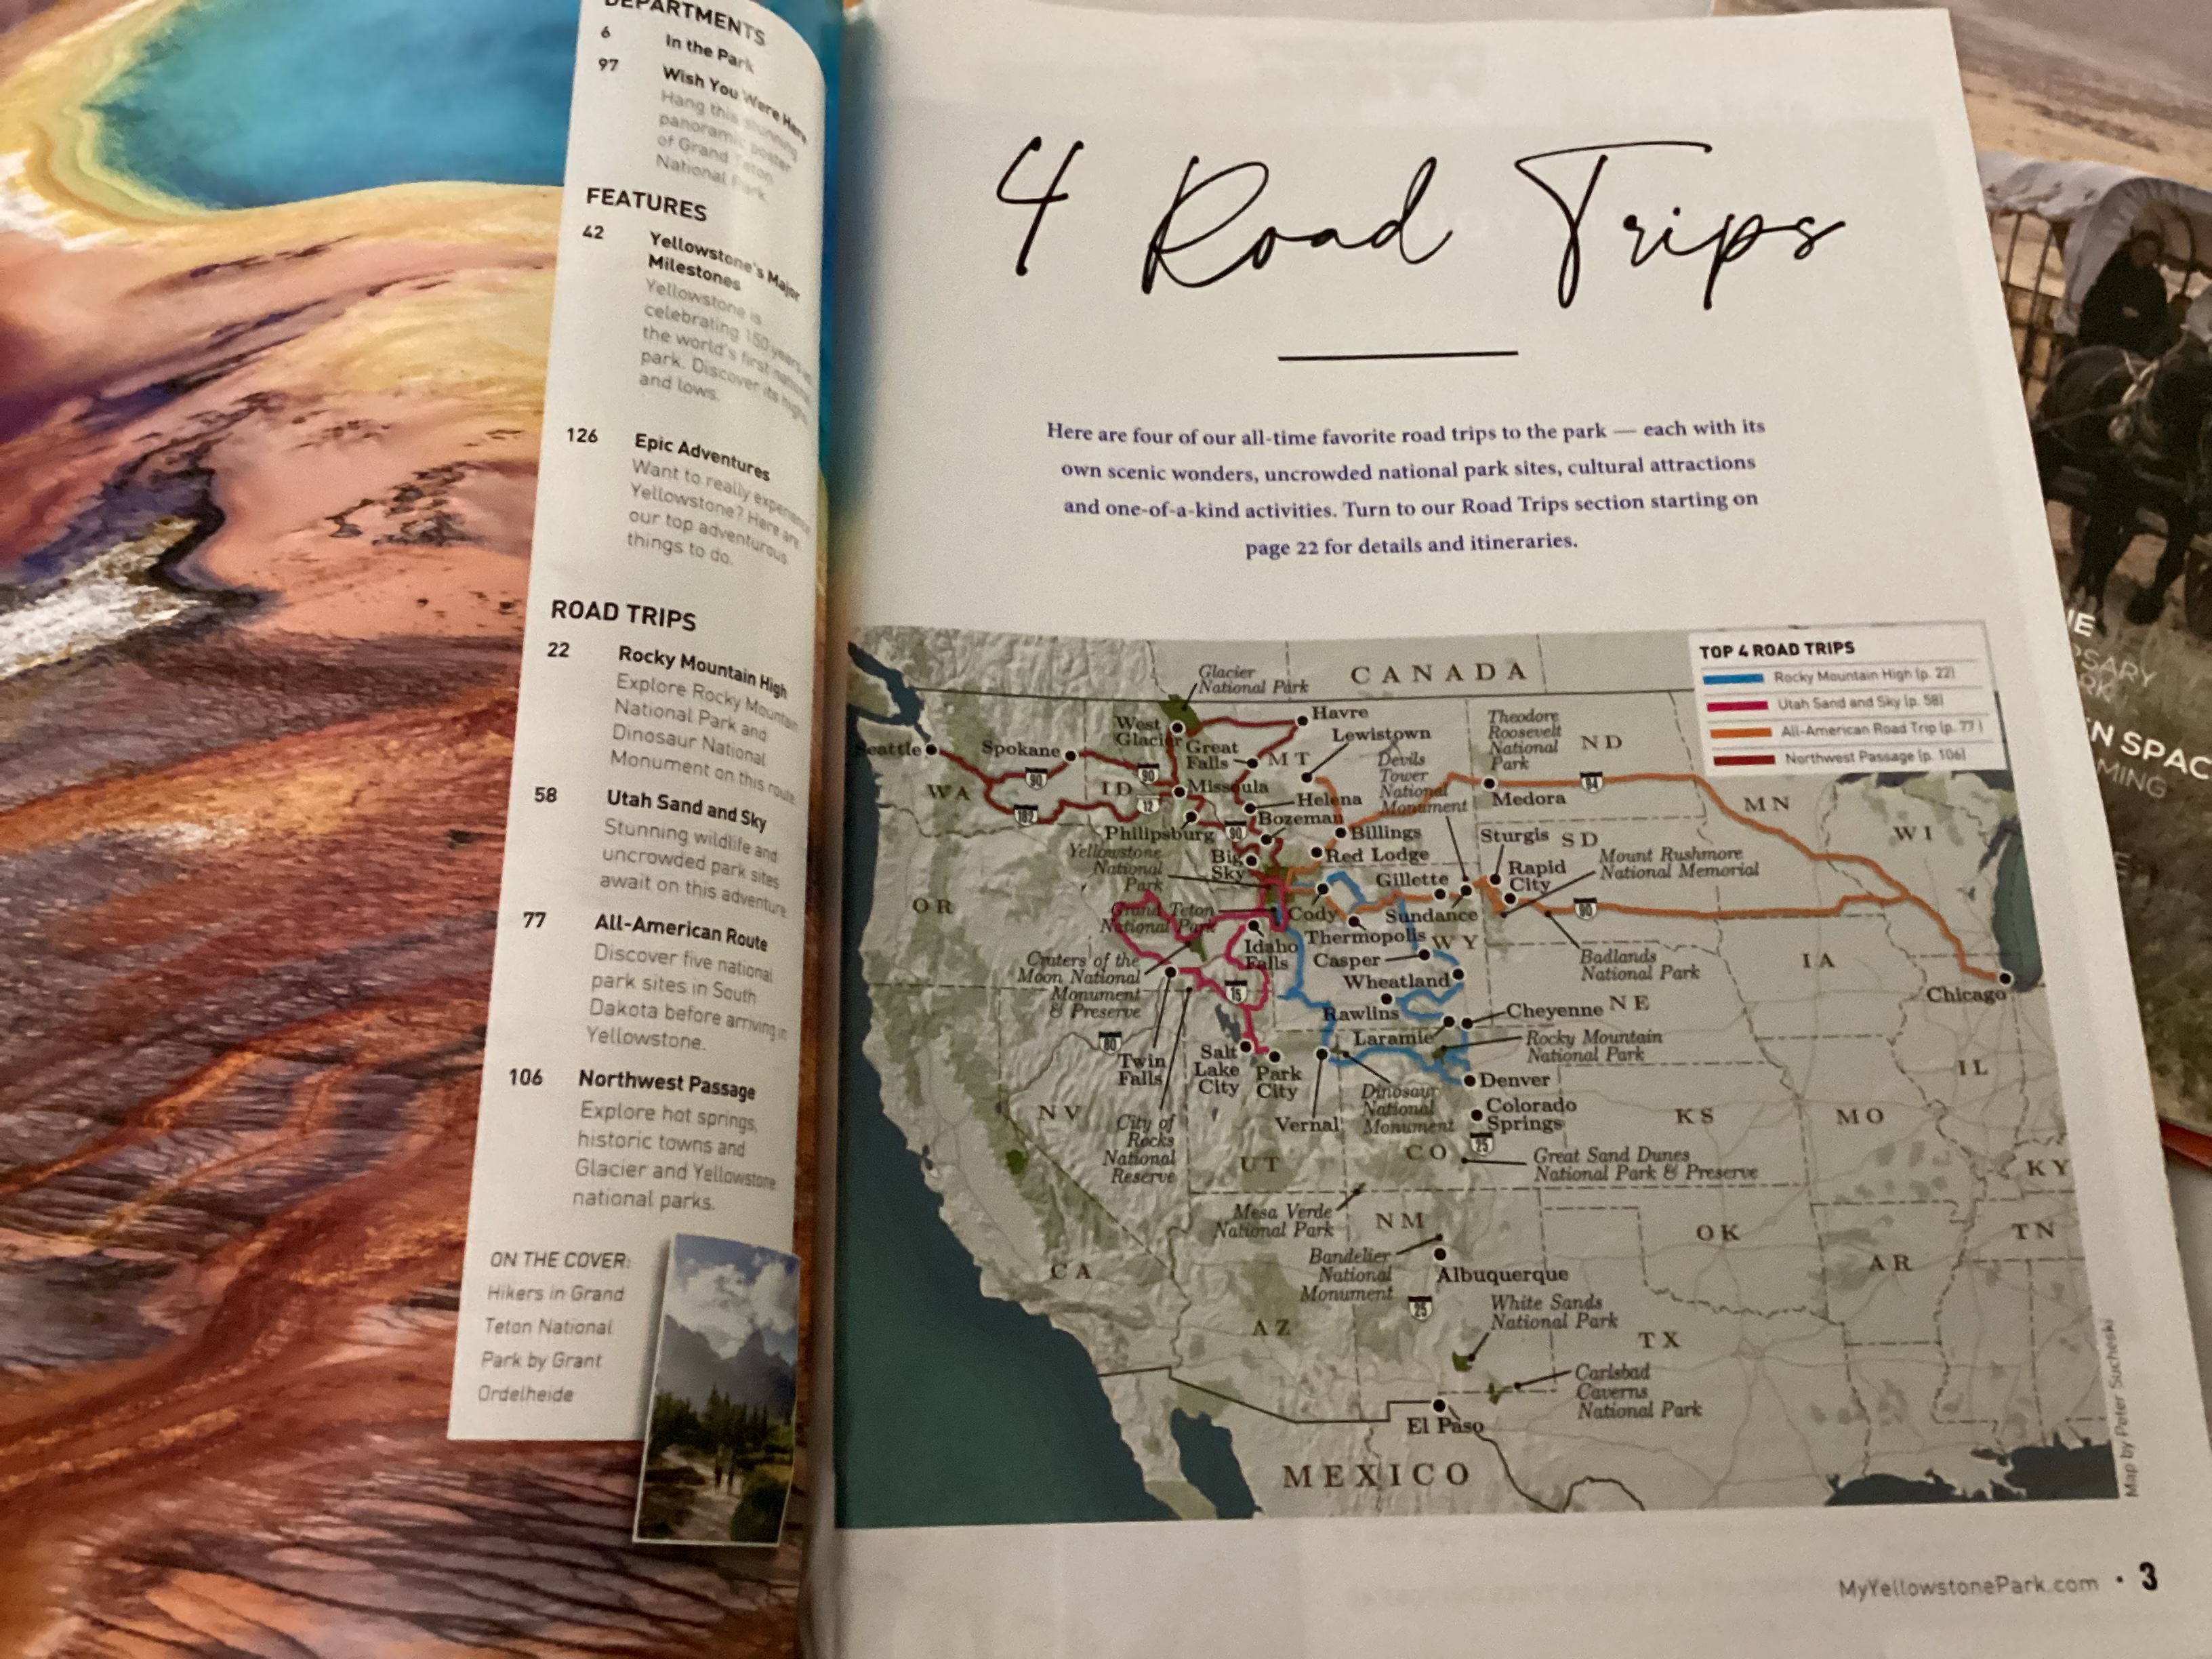 DEPARTMENTS
6 In the Park
97 Wish You Were Here
Hang this stunning
panoramic poster
of Grand Teton
National Park.
FEATURES
42 Yellowstone's Major
Milestones
Yellowstone is
celebrating 150 years
the world's first national
park. Discover its highs
and lows.
126 Epic Adventures
Want to really experience
Yellowstone? Here are
our top adventurous
things to do.
ROAD TRIPS
22 Rocky Mountain High
Explore Rocky Mountain
National Park and
Dinosaur National
Monument on this route.
58 Utah Sand and Sky
Stunning wildlife and
uncrowded park sites
await on this adventure.
77 All-American Route
Discover five national
park sites in South
Dakota before arriving in
Yellowstone.
106 Northwest Passage
Explore hot springs,
historic towns and
Glacier and Yellowstone
national parks.
ON THE COVER:
Hikers in Grand
Teton National
Park by Grant
Ordelheide
4 Road Trips
Here are four of our all-time favorite road trips to the park — each with its
own scenic wonders, uncrowded national park sites, cultural attractions
and one-of-a-kind activities. Turn to our Road Trips section starting on
page 22 for details and itineraries.
TOP 4 ROAD TRIPS
Rocky Mountain High (p. 22)
Utah Sand and Sky (p. 58)
All-American Road Trip (p. 77)
Northwest Passage (p. 106)
CANADA
Glacier
National Park
West
Glacier
Havre
Lewistown
Great
Falls
MT
Theodore
Roosevelt
National
Park
ND
Seattle
Spokane
90
90
WA
ID
12
182
Missoula
Helena
Devils
Tower
National
Monument
Medora
94
MN
WI
Philipsburg
90
Bozeman
Billings
Sturgis
SD
Yellowstone
National
Park
Big
Sky
Red Lodge
Gillette
Rapid
City
Mount Rushmore
National Memorial
OR
Grand Teton
National Park
Cody
Sundance
90
Idaho
Falls
Thermopolis
WY
Craters of the
Moon National
Monument
& Preserve
Casper
Badlands
National Park
IA
Chicago
15
Wheatland
Rawlins
Cheyenne
NE
80
Laramie
Rocky Mountain
National Park
Twin
Falls
Salt
Lake
City
Park
City
IL
Denver
Dinosaur
National
Monument
NV
City of
Rocks
National
Reserve
Vernal
Colorado
Springs
KS
MO
25
UT
CO
Great Sand Dunes
National Park & Preserve
KY
Mesa Verde
National Park
NM
OK
TN
CA
Bandelier
National
Monument
Albuquerque
AR
25
White Sands
National Park
AZ
TX
Carlsbad
Caverns
National Park
El Paso
MEXICO
Map by Peter Sucheski
MyYellowstonePark.com • 3